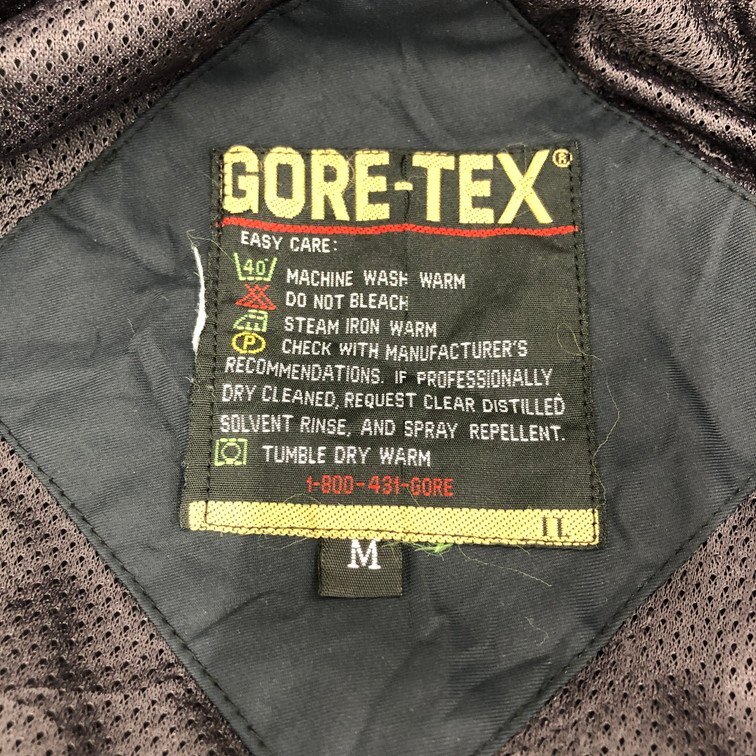 GORE-TEX®
EASY CARE:
40° MACHINE WASH WARM
DO NOT BLEACH
STEAM IRON WARM
P CHECK WITH MANUFACTURER'S
RECOMMENDATIONS. IF PROFESSIONALLY
DRY CLEANED, REQUEST CLEAR DISTILLED
SOLVENT RINSE, AND SPRAY REPELLENT.
TUMBLE DRY WARM
1-800-431-GORE
M